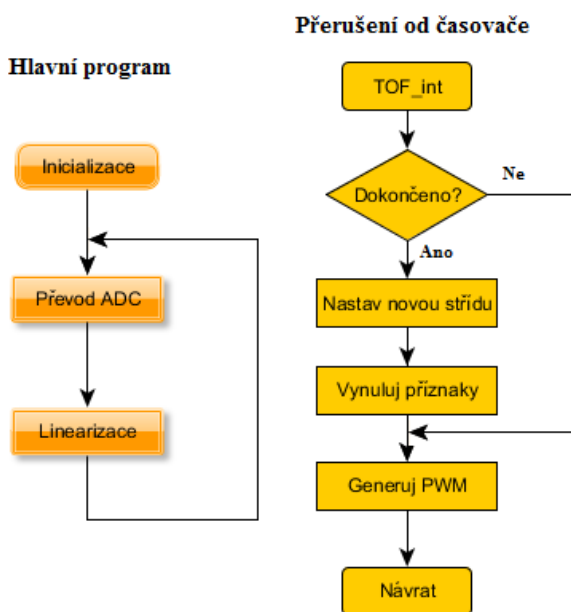 Hlavní program
Inicializace
Převod ADC
Linearizace
Přerušení od časovače
TOF_int
Dokončeno?
Ne
Ano
Nastav novou střídu
Vynuluj příznaky
Generuj PWM
Návrat